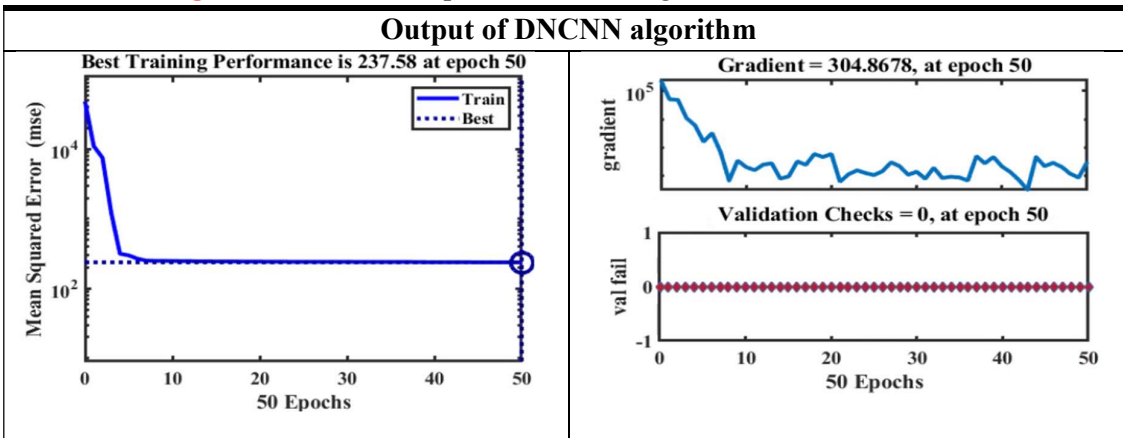 Output of DNCNN algorithm
Best Training Performance is 237.58 at epoch 50
Mean Squared Error (mse)
10^4
10^2
Train
Best
0 10 20 30 40 50
50 Epochs
Gradient = 304.8678, at epoch 50
gradient
10^5
Validation Checks = 0, at epoch 50
val fail
1
0
-1
0 10 20 30 40 50
50 Epochs